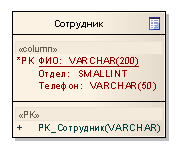 Сотрудник
«column»
*PK ФИО: VARCHAR(200)
Отдел: SMALLINT
Телефон: VARCHAR(50)
«PK»
+ PK_Сотрудник(VARCHAR)